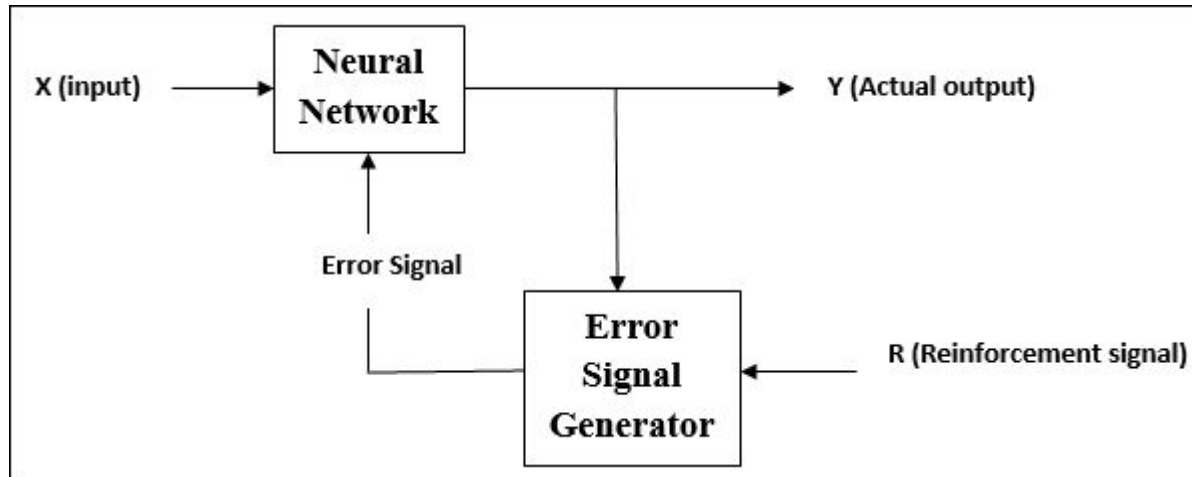 X (input)
Neural
Network
Y (Actual output)
Error Signal
Error
Signal
Generator
R (Reinforcement signal)